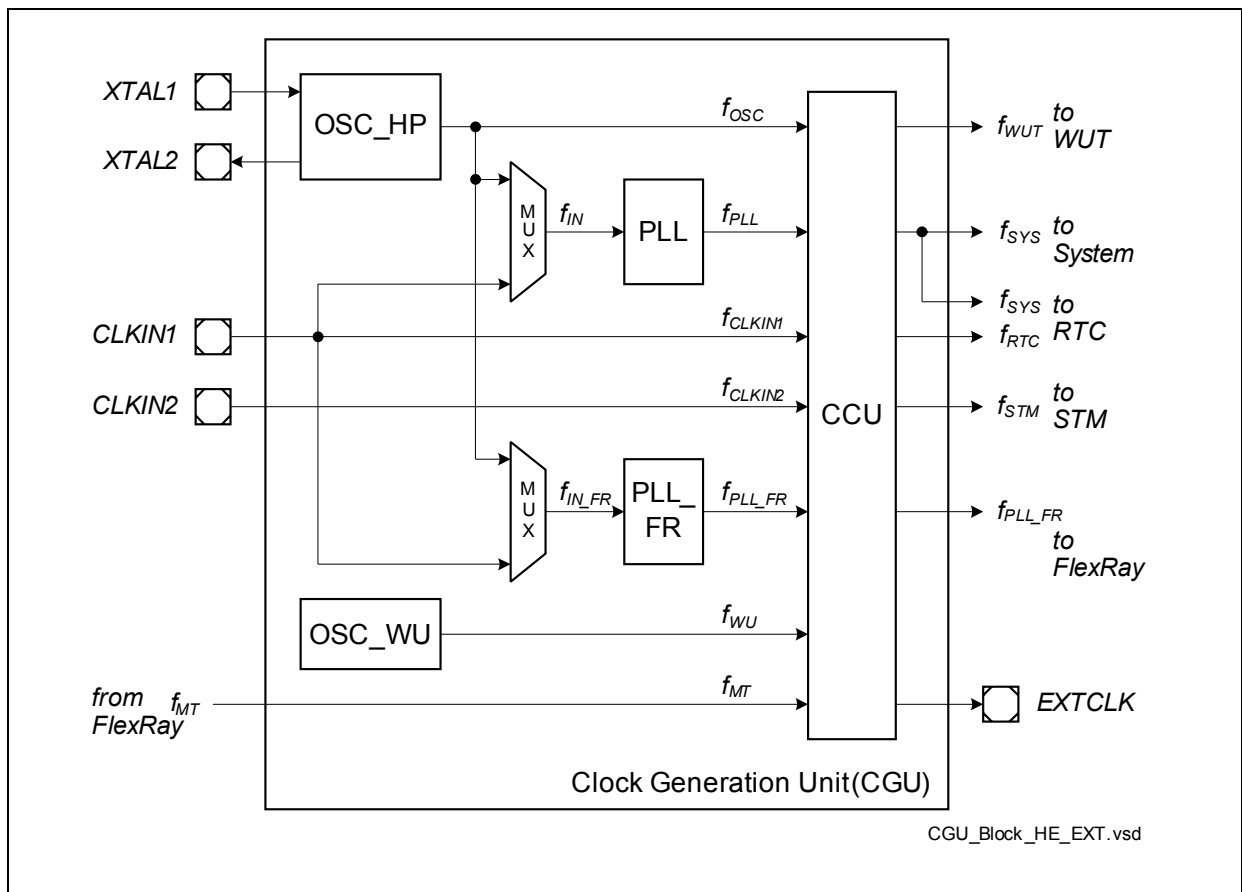 XTAL1
OSC_HP
XTAL2
fOSC
fWUT to
WUT
MUX
fIN
PLL
fPLL
fSYS to
System
fSYS to
RTC
CLKIN1
fCLKIN1
fRTC
CLKIN2
fCLKIN2
CCU
fSTM to
STM
MUX
fIN_FR
PLL_
FR
fPLL_FR
fPLL_FR
to
FlexRay
OSC_WU
fWU
from fMT
FlexRay
fMT
EXTCLK
Clock Generation Unit(CGU)
CGU_Block_HE_EXT.vsd